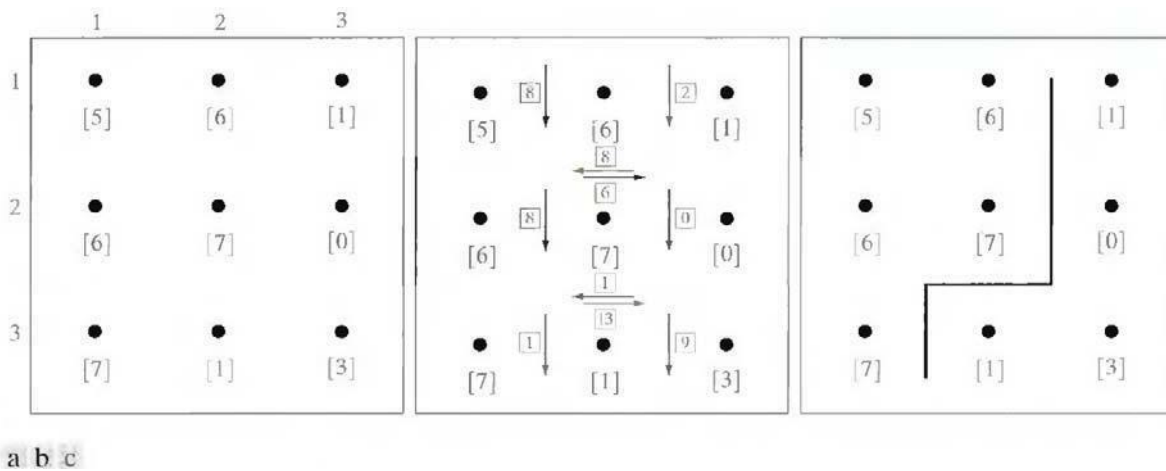 1 2 3
1 8 2
[5] [6] [1] [5] [6] [1] [5] [6] [1]
8
2 8 6 0
[6] [7] [0] [6] [7] [0] [6] [7] [0]
1
3 1 13 9
[7] [1] [3] [7] [1] [3] [7] [1] [3]
a b c